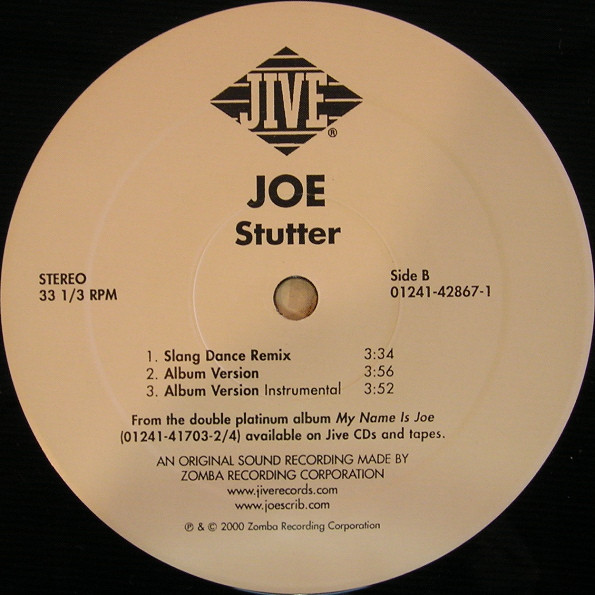 JIVE®
JOE
Stutter
STEREO
33 1/3 RPM
Side B
01241-42867-1
1. Slang Dance Remix 3:34
2. Album Version 3:56
3. Album Version Instrumental 3:52
From the double platinum album My Name Is Joe
(01241-41703-2/4) available on Jive CDs and tapes.
AN ORIGINAL SOUND RECORDING MADE BY
ZOMBA RECORDING CORPORATION
www.jiverecords.com
www.joescrib.com
℗ & © 2000 Zomba Recording Corporation